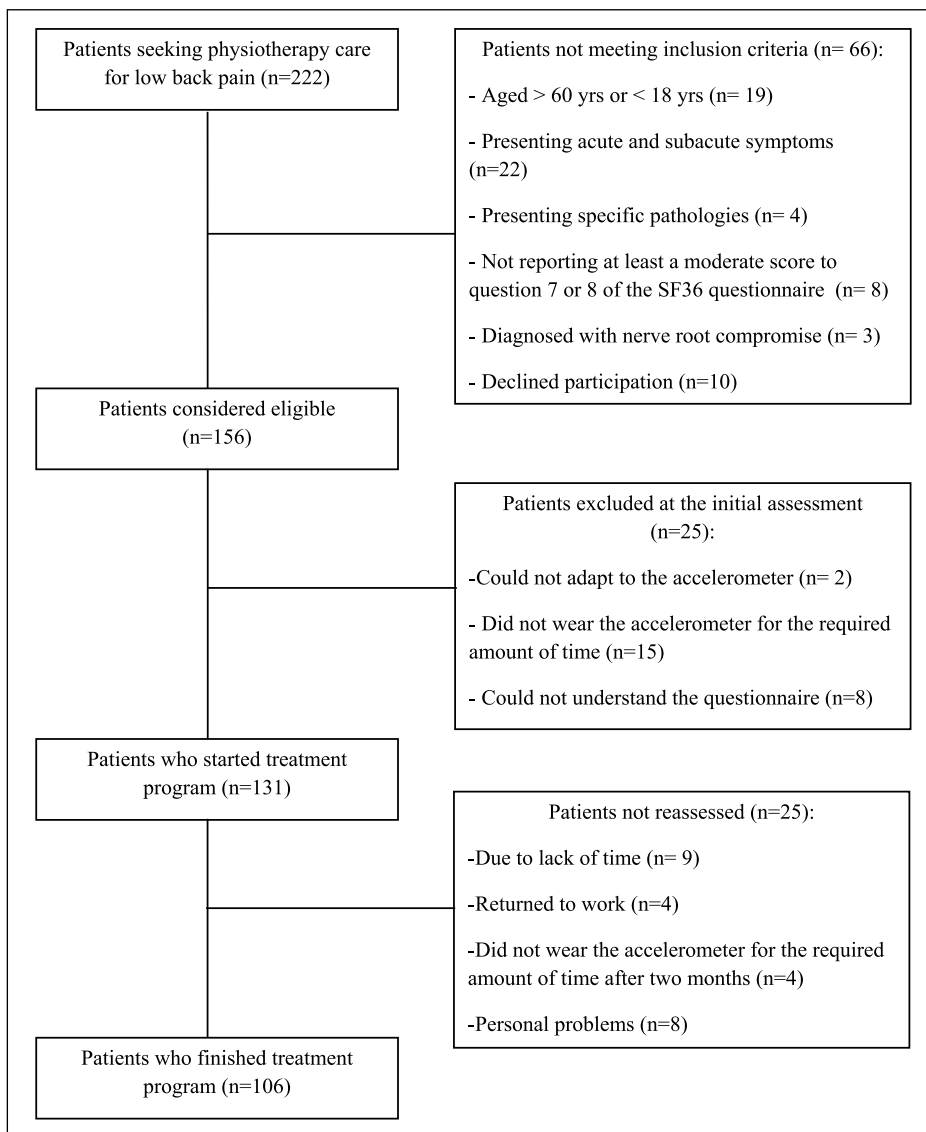 Patients seeking physiotherapy care
for low back pain (n=222)
Patients not meeting inclusion criteria (n= 66):
- Aged > 60 yrs or < 18 yrs (n= 19)
- Presenting acute and subacute symptoms
(n=22)
- Presenting specific pathologies (n= 4)
- Not reporting at least a moderate score to
question 7 or 8 of the SF36 questionnaire (n= 8)
- Diagnosed with nerve root compromise (n= 3)
- Declined participation (n=10)
Patients considered eligible
(n=156)
Patients excluded at the initial assessment
(n=25):
-Could not adapt to the accelerometer (n= 2)
- Did not wear the accelerometer for the required
amount of time (n=15)
- Could not understand the questionnaire (n=8)
Patients who started treatment
program (n=131)
Patients not reassessed (n=25):
-Due to lack of time (n= 9)
-Returned to work (n=4)
-Did not wear the accelerometer for the required
amount of time after two months (n=4)
-Personal problems (n=8)
Patients who finished treatment
program (n=106)